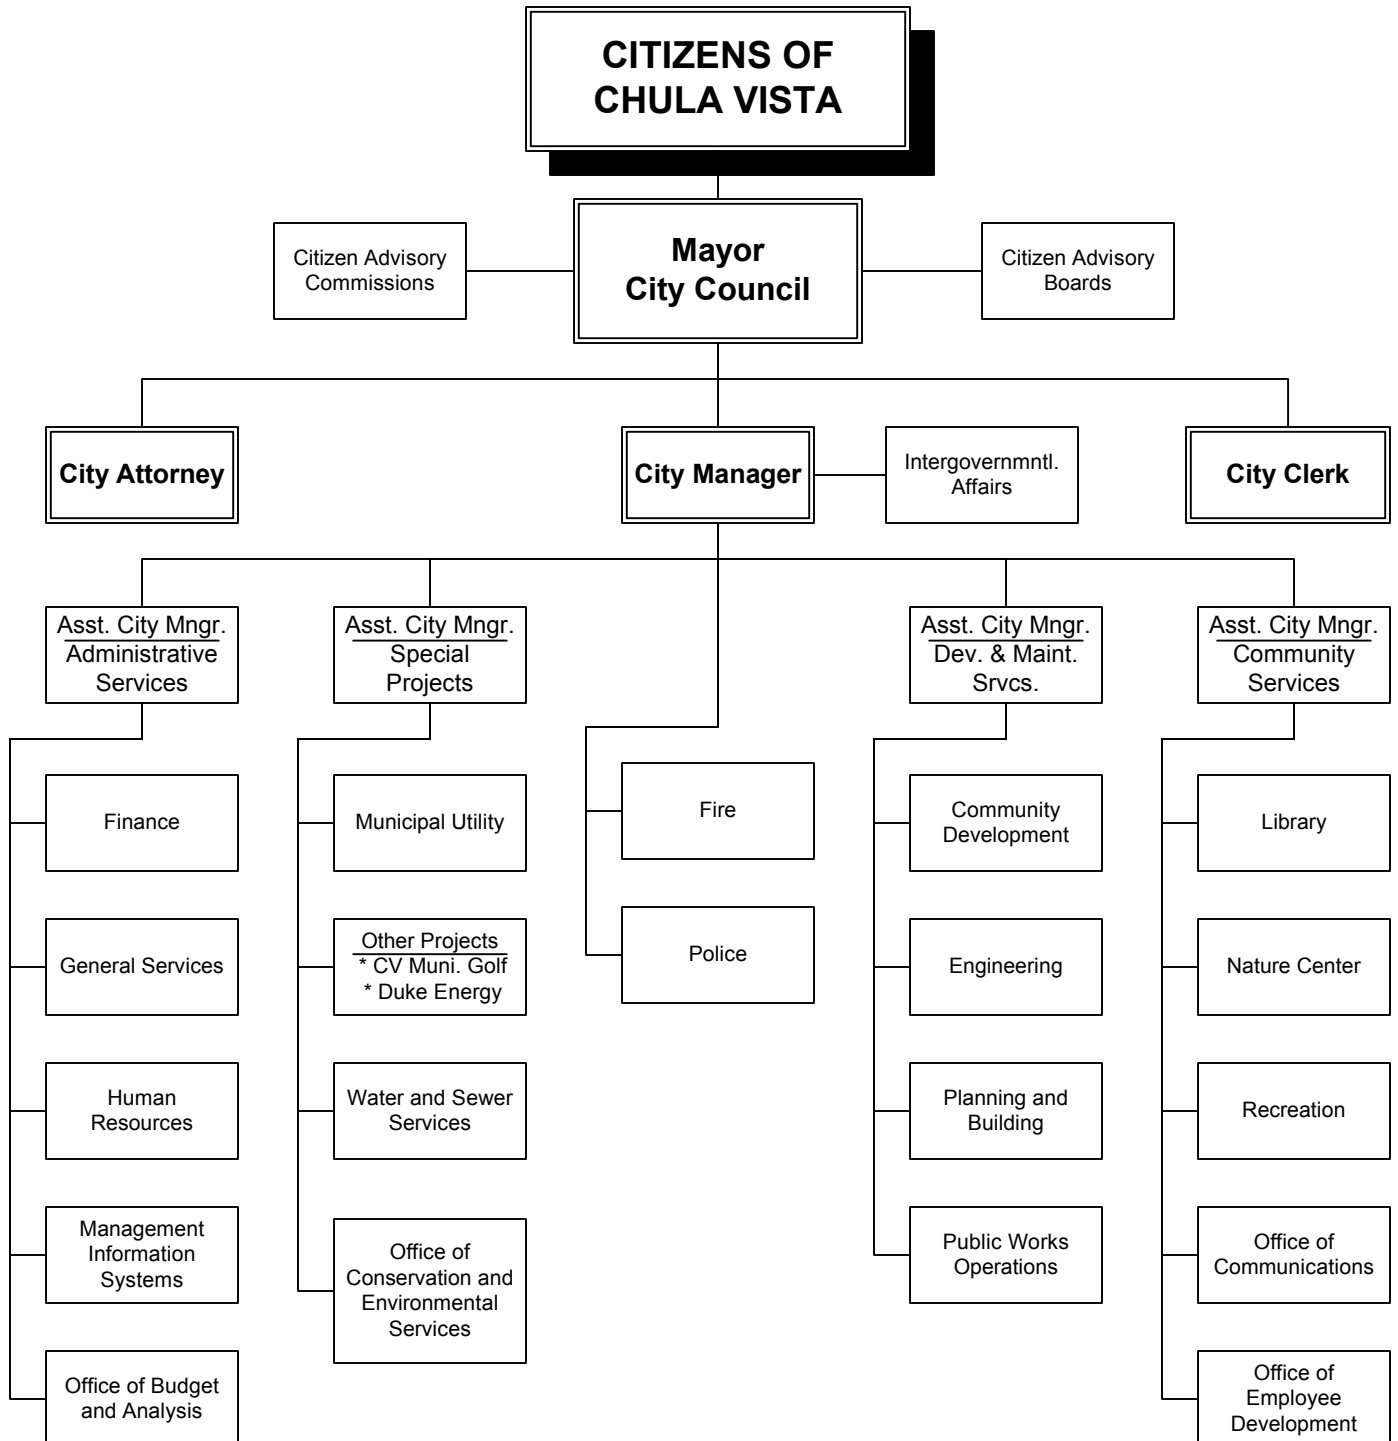 CITIZENS OF
CHULA VISTA
Citizen Advisory
Commissions
Mayor
City Council
Citizen Advisory
Boards
City Attorney
City Manager
Intergovernmntl.
Affairs
City Clerk
Asst. City Mngr.
Administrative
Services
Asst. City Mngr.
Special
Projects
Asst. City Mngr.
Dev. & Maint.
Srvcs.
Asst. City Mngr.
Community
Services
Finance
General Services
Human
Resources
Management
Information
Systems
Office of Budget
and Analysis
Municipal Utility
Other Projects
* CV Muni. Golf
* Duke Energy
Water and Sewer
Services
Office of
Conservation and
Environmental
Services
Fire
Police
Community
Development
Engineering
Planning and
Building
Public Works
Operations
Library
Nature Center
Recreation
Office of
Communications
Office of
Employee
Development